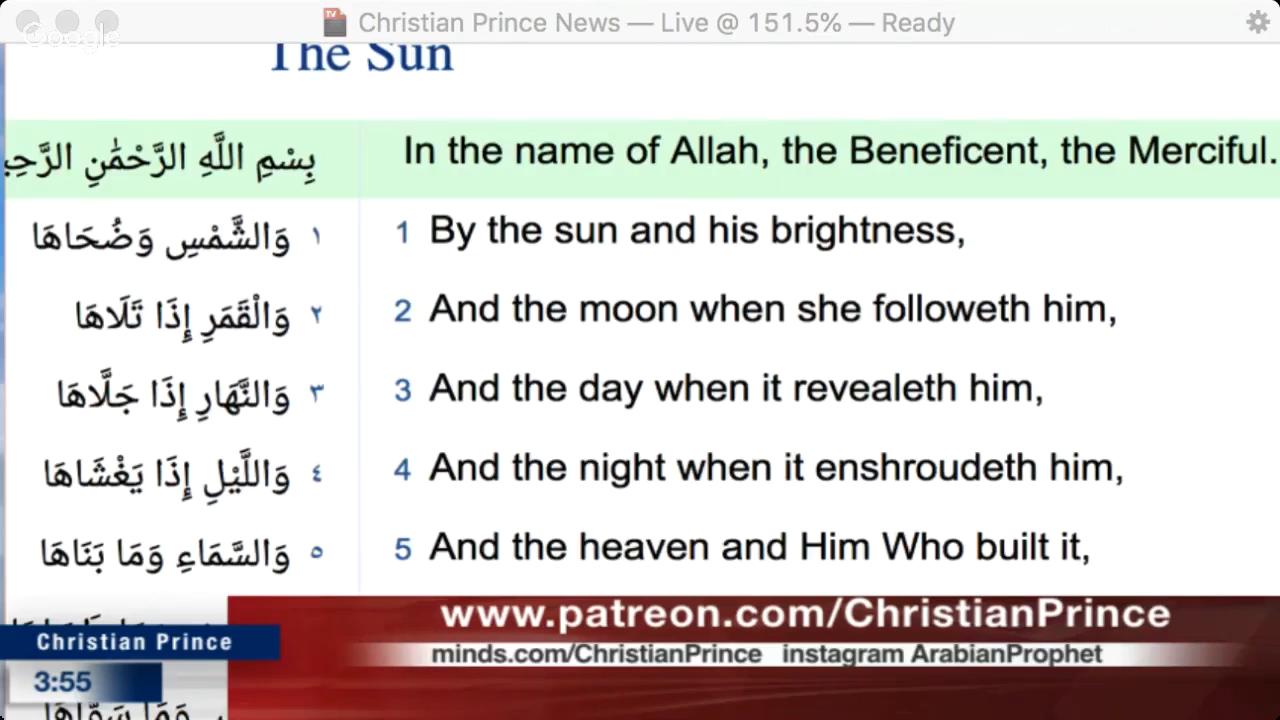 Christian Prince News — Live @ 151.5% — Ready
Google
The Sun
بِسْمِ اللَّهِ الرَّحْمَٰنِ In the name of Allah, the Beneficent, the Merciful.
وَالشَّمْسِ وَضُحَاهَا ١ 1 By the sun and his brightness,
وَالْقَمَرِ إِذَا تَلَاهَا ٢ 2 And the moon when she followeth him,
وَالنَّهَارِ إِذَا جَلَّاهَا ٣ 3 And the day when it revealeth him,
وَاللَّيْلِ إِذَا يَغْشَاهَا ٤ 4 And the night when it enshroudeth him,
وَالسَّمَاءِ وَمَا بَنَاهَا ٥ 5 And the heaven and Him Who built it,
www.patreon.com/ChristianPrince
Christian Prince
minds.com/ChristianPrince instagram ArabianProphet
3:55
وَمَا سَوَّاهَا